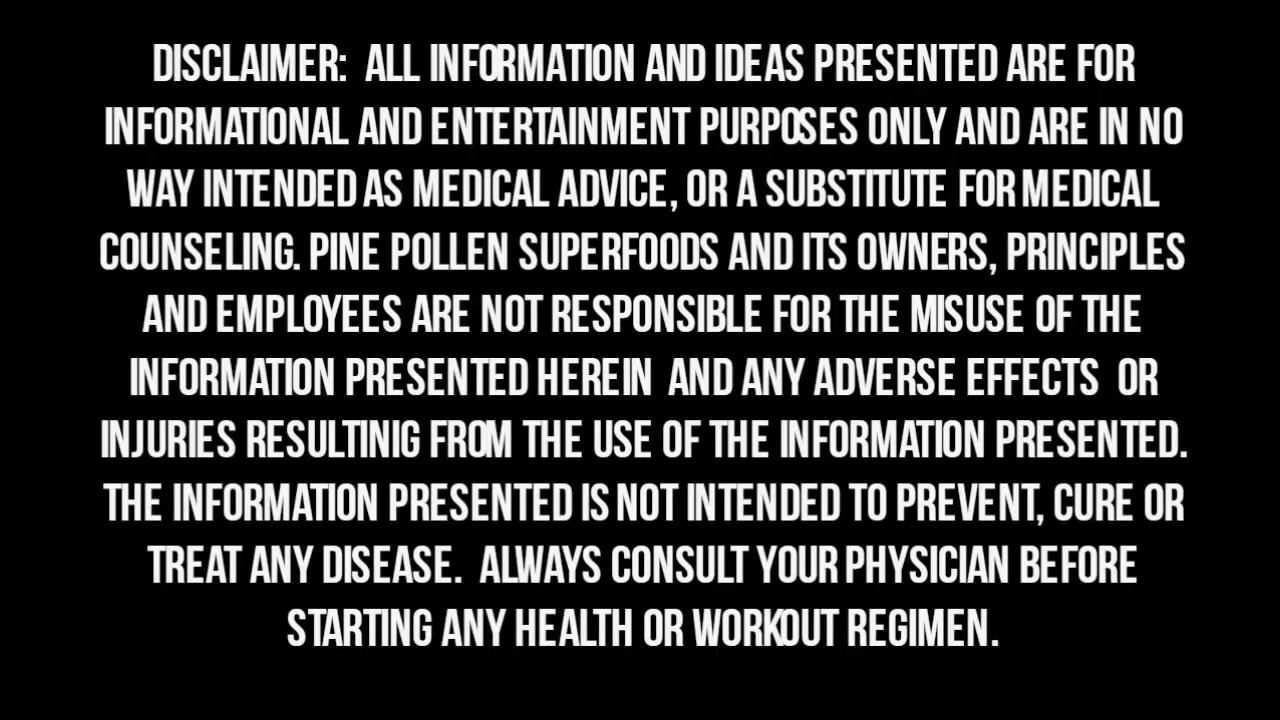 DISCLAIMER: ALL INFORMATION AND IDEAS PRESENTED ARE FOR
INFORMATIONAL AND ENTERTAINMENT PURPOSES ONLY AND ARE IN NO
WAY INTENDED AS MEDICAL ADVICE, OR A SUBSTITUTE FOR MEDICAL
COUNSELING. PINE POLLEN SUPERFOODS AND ITS OWNERS, PRINCIPLES
AND EMPLOYEES ARE NOT RESPONSIBLE FOR THE MISUSE OF THE
INFORMATION PRESENTED HEREIN AND ANY ADVERSE EFFECTS OR
INJURIES RESULTINIG FROM THE USE OF THE INFORMATION PRESENTED.
THE INFORMATION PRESENTED IS NOT INTENDED TO PREVENT, CURE OR
TREAT ANY DISEASE. ALWAYS CONSULT YOUR PHYSICIAN BEFORE
STARTING ANY HEALTH OR WORKOUT REGIMEN.